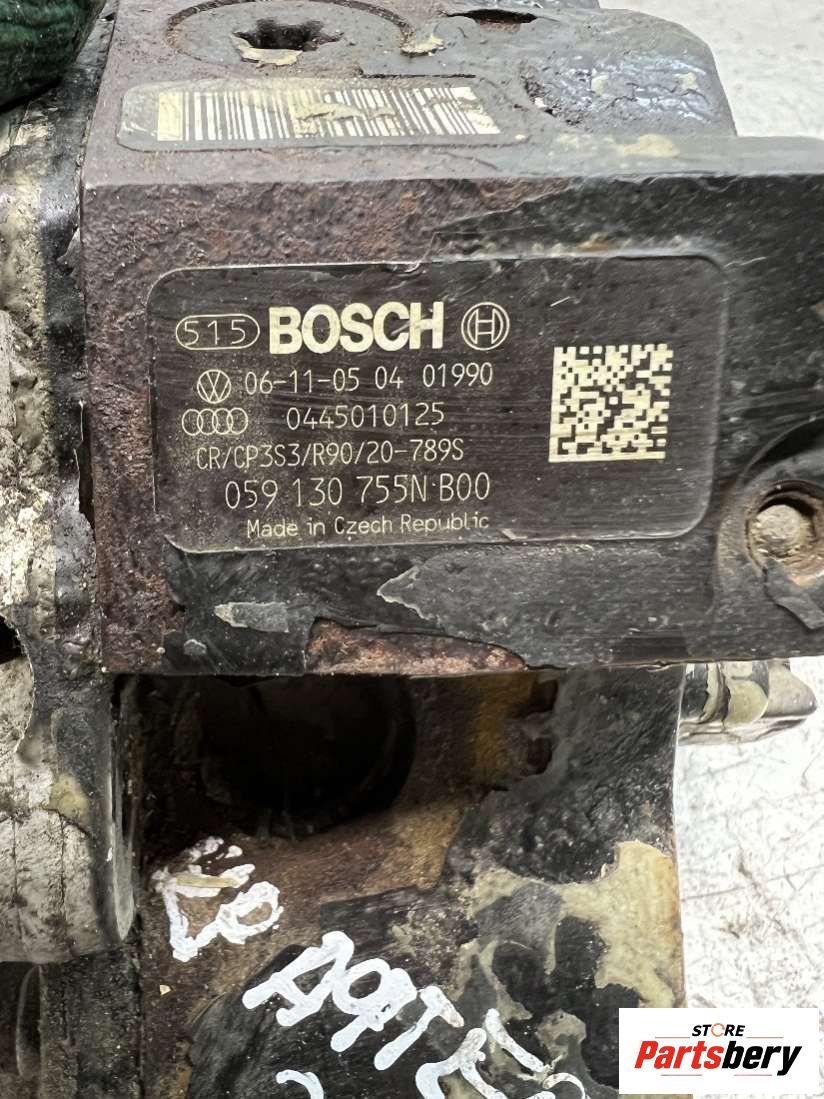 515 BOSCH
06-11-05 04 01990
0445010125
CR/CP3S3/R90/20-789S
059 130 755N B00
Made in Czech Republic
STORE
Partsbery